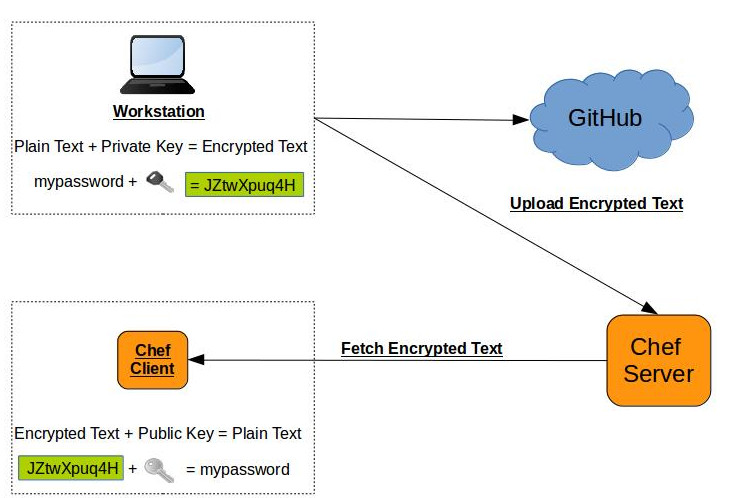 Workstation
Plain Text + Private Key = Encrypted Text
mypassword +
= JZtwXpuq4H
GitHub
Upload Encrypted Text
Chef
Server
Fetch Encrypted Text
Chef
Client
Encrypted Text + Public Key = Plain Text
JZtwXpuq4H + = mypassword